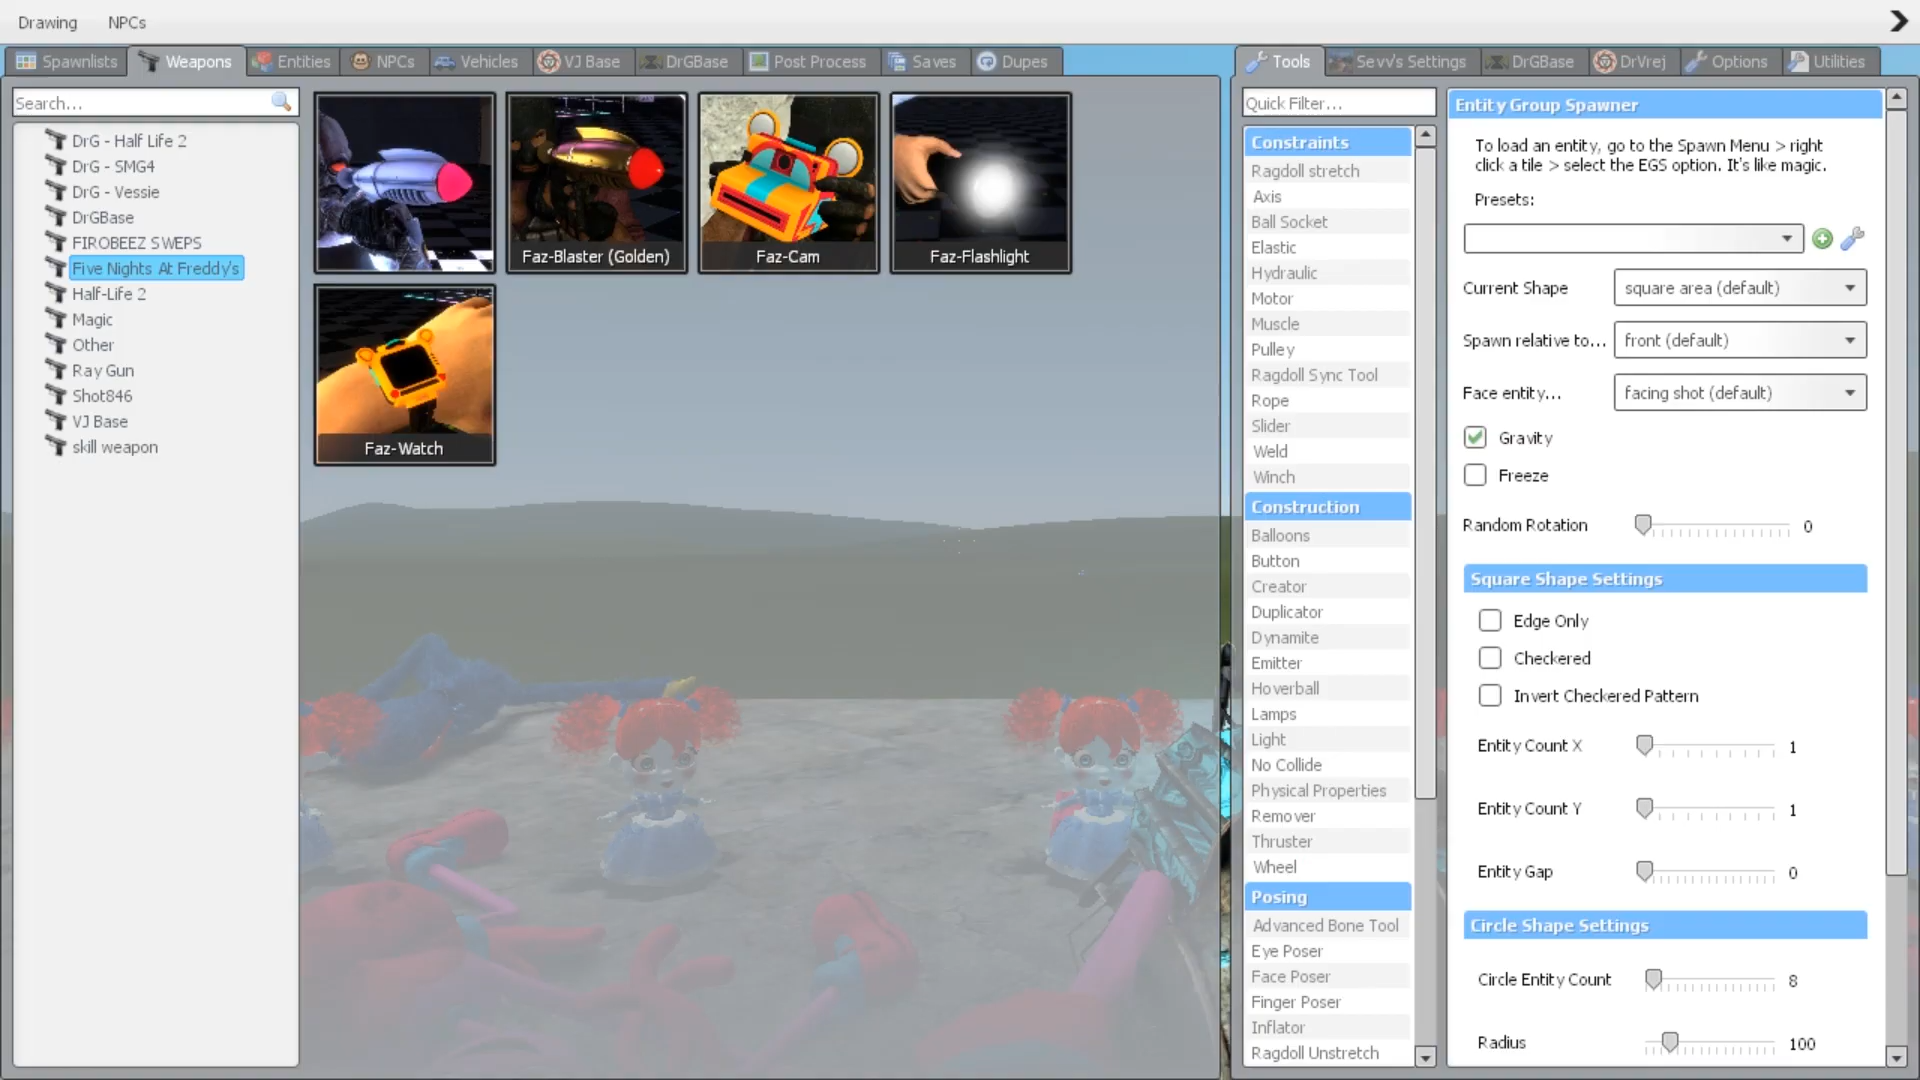 Drawing NPCs
Spawnlists Weapons Entities NPCs Vehicles VJ Base DrGBase Post Process Saves Dupes
Tools Sevv's Settings DrGBase DrVrej Options Utilities
Search...
DrG - Half Life 2
DrG - SMG4
DrG - Vessie
DrGBase
FIROBEEZ SWEPS
Five Nights At Freddy's
Half-Life 2
Magic
Other
Ray Gun
Shot846
VJ Base
skill weapon
Faz-Blaster (Golden)
Faz-Cam
Faz-Flashlight
Faz-Watch
Quick Filter...
Constraints
Ragdoll stretch
Axis
Ball Socket
Elastic
Hydraulic
Motor
Muscle
Pulley
Ragdoll Sync Tool
Rope
Slider
Weld
Winch
Construction
Balloons
Button
Creator
Duplicator
Dynamite
Emitter
Hoverball
Lamps
Light
No Collide
Physical Properties
Remover
Thruster
Wheel
Posing
Advanced Bone Tool
Eye Poser
Face Poser
Finger Poser
Inflator
Ragdoll Unstretch
Entity Group Spawner
To load an entity, go to the Spawn Menu > right
click a tile > select the EGS option. It's like magic.
Presets:
Current Shape square area (default)
Spawn relative to... front (default)
Face entity... facing shot (default)
Gravity
Freeze
Random Rotation 0
Square Shape Settings
Edge Only
Checkered
Invert Checkered Pattern
Entity Count X 1
Entity Count Y 1
Entity Gap 0
Circle Shape Settings
Circle Entity Count 8
Radius 100